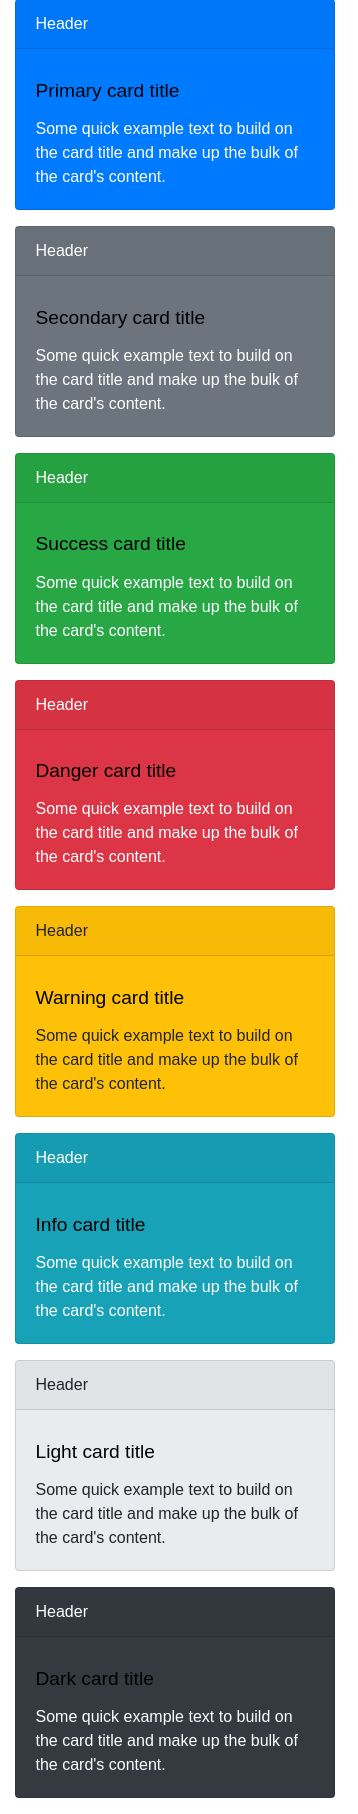 Header
Primary card title
Some quick example text to build on
the card title and make up the bulk of
the card's content.
Header
Secondary card title
Some quick example text to build on
the card title and make up the bulk of
the card's content.
Header
Success card title
Some quick example text to build on
the card title and make up the bulk of
the card's content.
Header
Danger card title
Some quick example text to build on
the card title and make up the bulk of
the card's content.
Header
Warning card title
Some quick example text to build on
the card title and make up the bulk of
the card's content.
Header
Info card title
Some quick example text to build on
the card title and make up the bulk of
the card's content.
Header
Light card title
Some quick example text to build on
the card title and make up the bulk of
the card's content.
Header
Dark card title
Some quick example text to build on
the card title and make up the bulk of
the card's content.